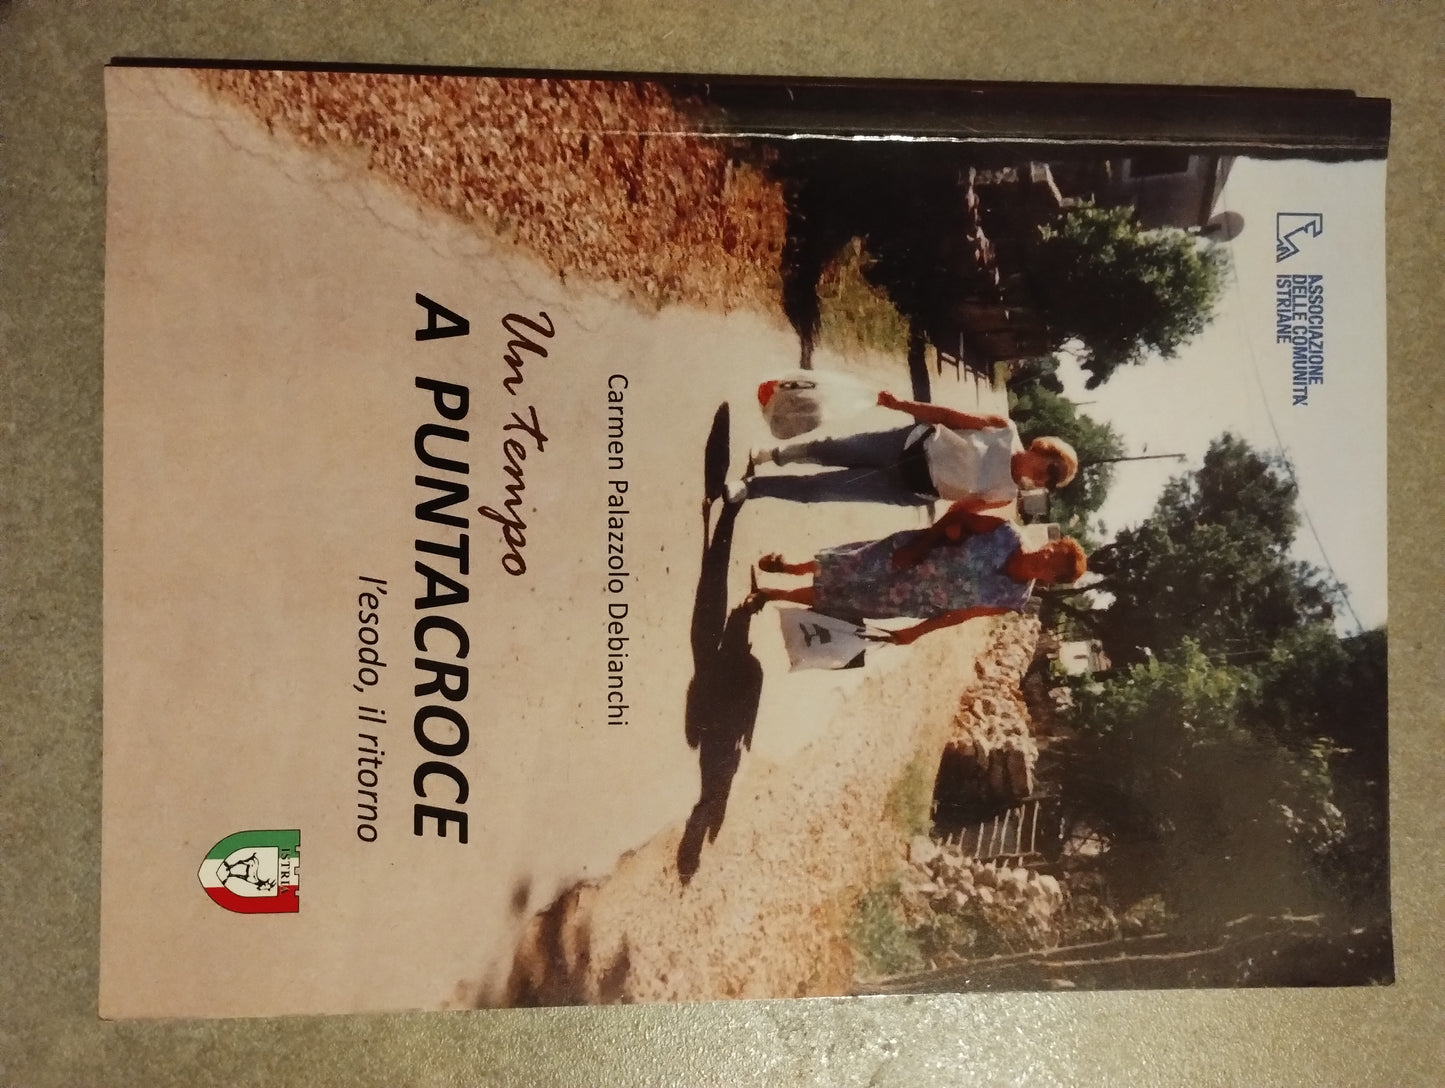 ASSOCIAZIONE
DELLE COMUNITA'
ISTRIANE
Carmen Palazzolo Debianchi
Un tempo
A PUNTACROCE
l'esodo, il ritorno
ISTRIA